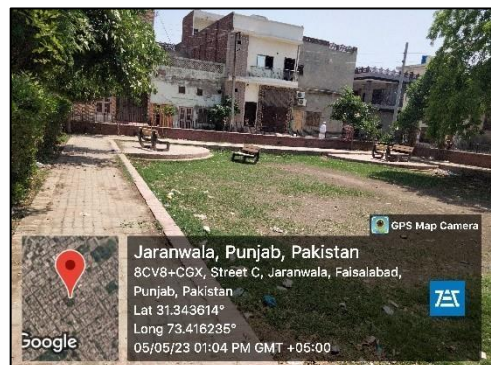 GPS Map Camera
Jaranwala, Punjab, Pakistan
8CV8+CGX, Street C, Jaranwala, Faisalabad,
Punjab, Pakistan
Lat 31.343614°
Long 73.416235°
05/05/23 01:04 PM GMT +05:00
Google